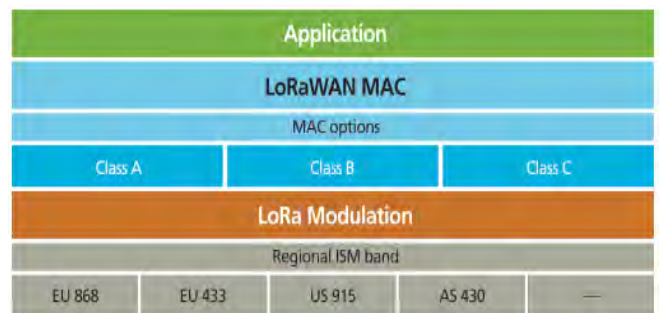 Application
LoRaWAN MAC
MAC options
Class A Class B Class C
LoRa Modulation
Regional ISM band
EU 868 EU 433 US 915 AS 430 —